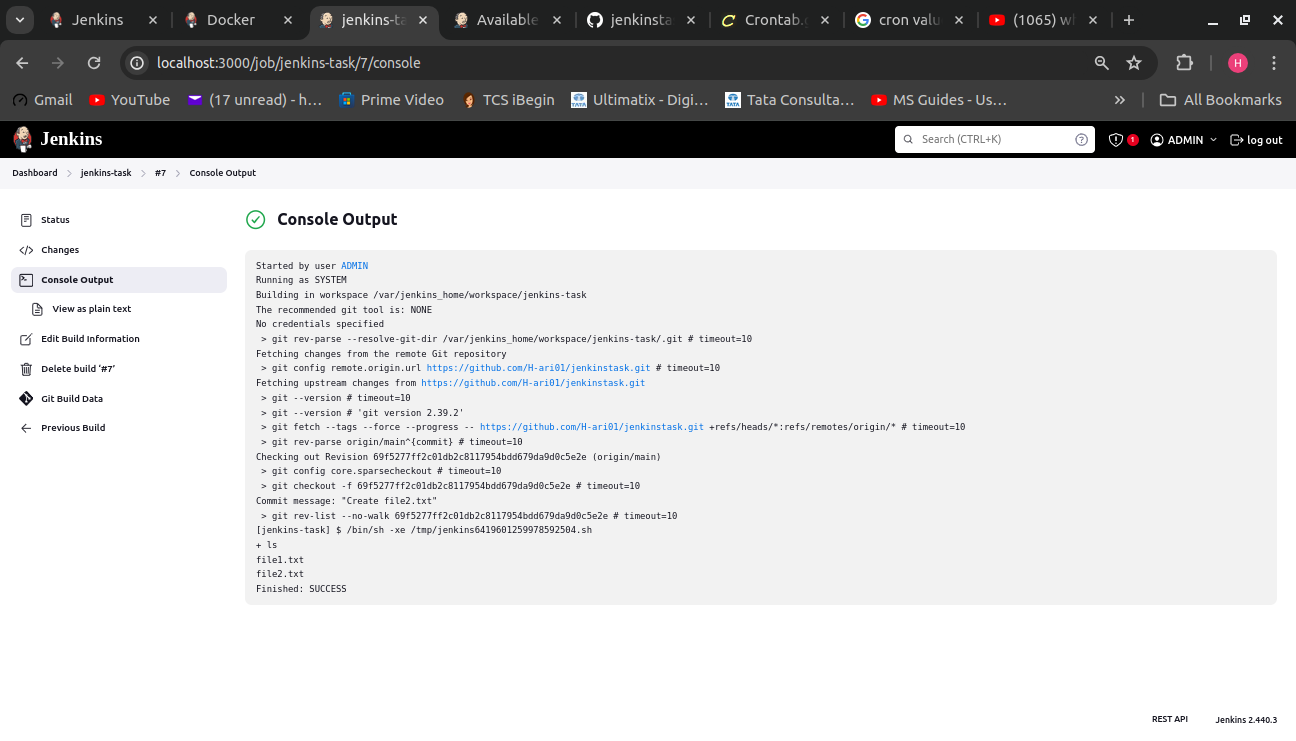 Jenkins
Docker
jenkins-ta
Available
jenkinsta
Crontab.g
cron valu
(1065) wh
localhost:3000/job/jenkins-task/7/console
H
Gmail
YouTube
(17 unread) - h...
Prime Video
TCS iBegin
Ultimatix - Digi...
Tata Consulta...
MS Guides - Us...
All Bookmarks
Jenkins
Search (CTRL+K)
1
ADMIN
log out
Dashboard
jenkins-task
#7
Console Output
Status
Changes
Console Output
View as plain text
Edit Build Information
Delete build ‘#7’
Git Build Data
Previous Build
Console Output
Started by user ADMIN
Running as SYSTEM
Building in workspace /var/jenkins_home/workspace/jenkins-task
The recommended git tool is: NONE
No credentials specified
> git rev-parse --resolve-git-dir /var/jenkins_home/workspace/jenkins-task/.git # timeout=10
Fetching changes from the remote Git repository
> git config remote.origin.url https://github.com/H-ari01/jenkinstask.git # timeout=10
Fetching upstream changes from https://github.com/H-ari01/jenkinstask.git
> git --version # timeout=10
> git --version # 'git version 2.39.2'
> git fetch --tags --force --progress -- https://github.com/H-ari01/jenkinstask.git +refs/heads/*:refs/remotes/origin/* # timeout=10
> git rev-parse origin/main^{commit} # timeout=10
Checking out Revision 69f5277ff2c01db2c8117954bdd679da9d0c5e2e (origin/main)
> git config core.sparsecheckout # timeout=10
> git checkout -f 69f5277ff2c01db2c8117954bdd679da9d0c5e2e # timeout=10
Commit message: "Create file2.txt"
> git rev-list --no-walk 69f5277ff2c01db2c8117954bdd679da9d0c5e2e # timeout=10
[jenkins-task] $ /bin/sh -xe /tmp/jenkins6419601259978592504.sh
+ ls
file1.txt
file2.txt
Finished: SUCCESS
REST API
Jenkins 2.440.3